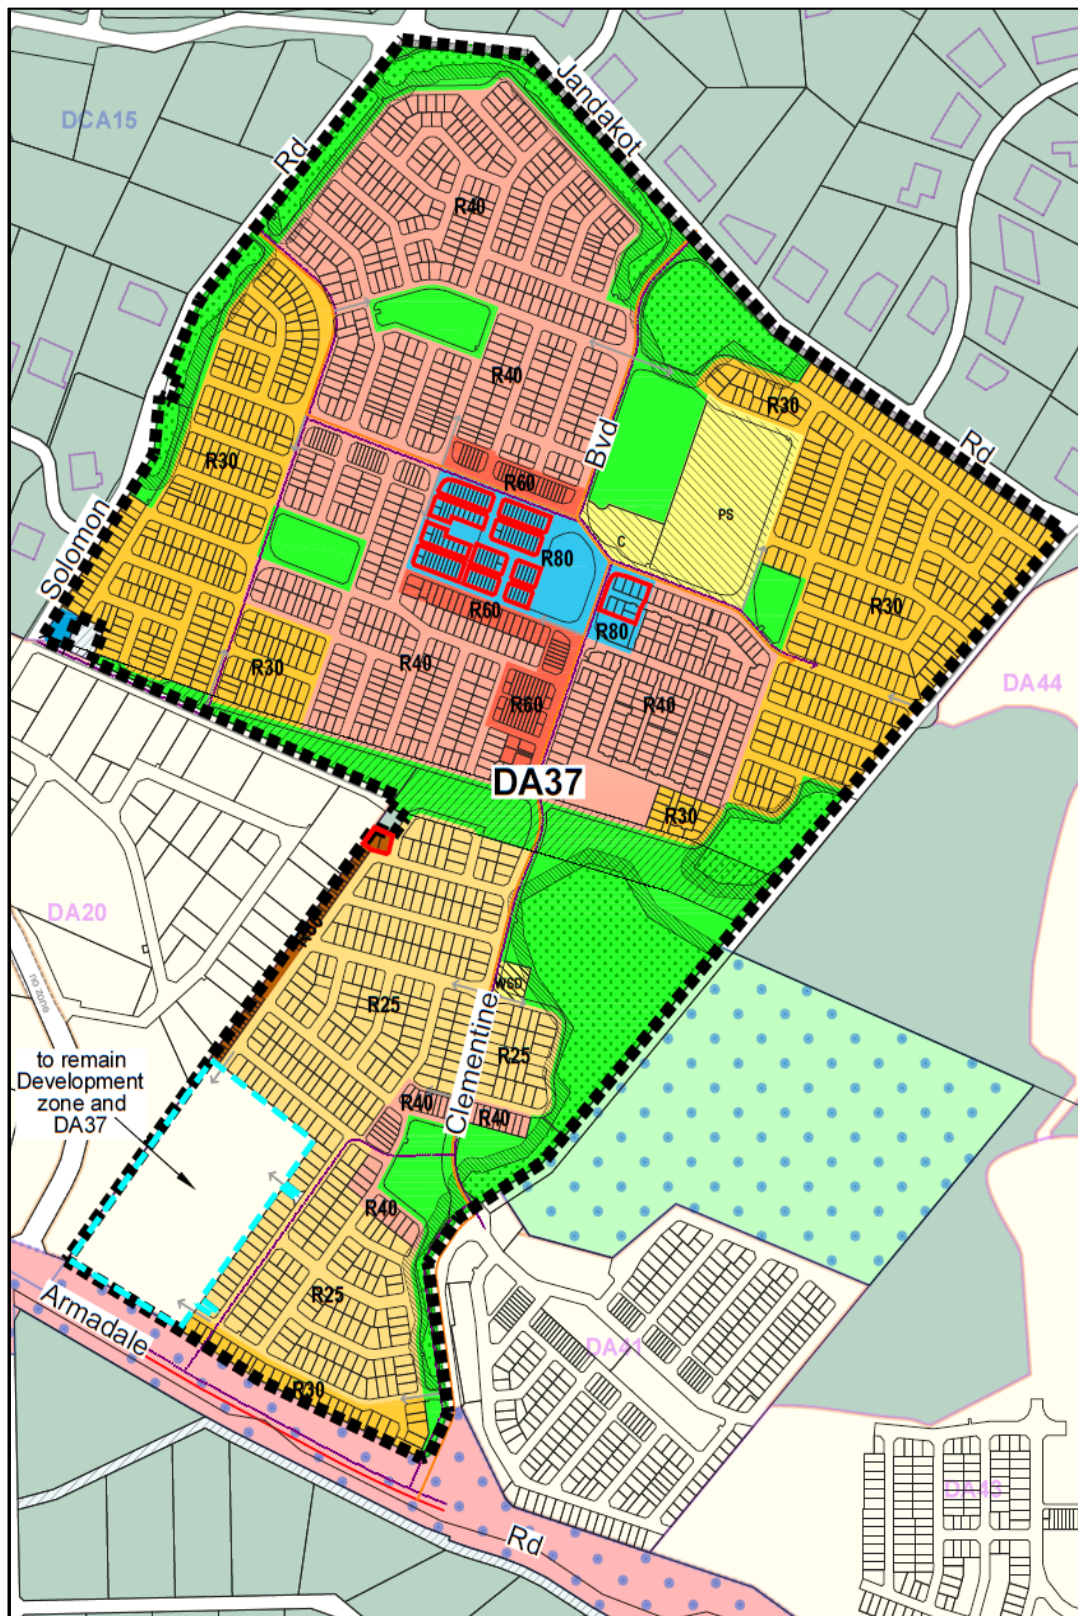 Jandakot
DCA15
Rd
R40
R40
R30
Bvd
Rd
R30
R60
PS
C
R80
Solomon
R60
R30
R80
R40
R30
R40
R60
DA44
DA37
R30
DA20
no zone
WSD
R25
R25
to remain
Development
zone and
DA37
Clementine
R40
R40
R40
R25
Armadale
DA41
R30
DA43
Rd